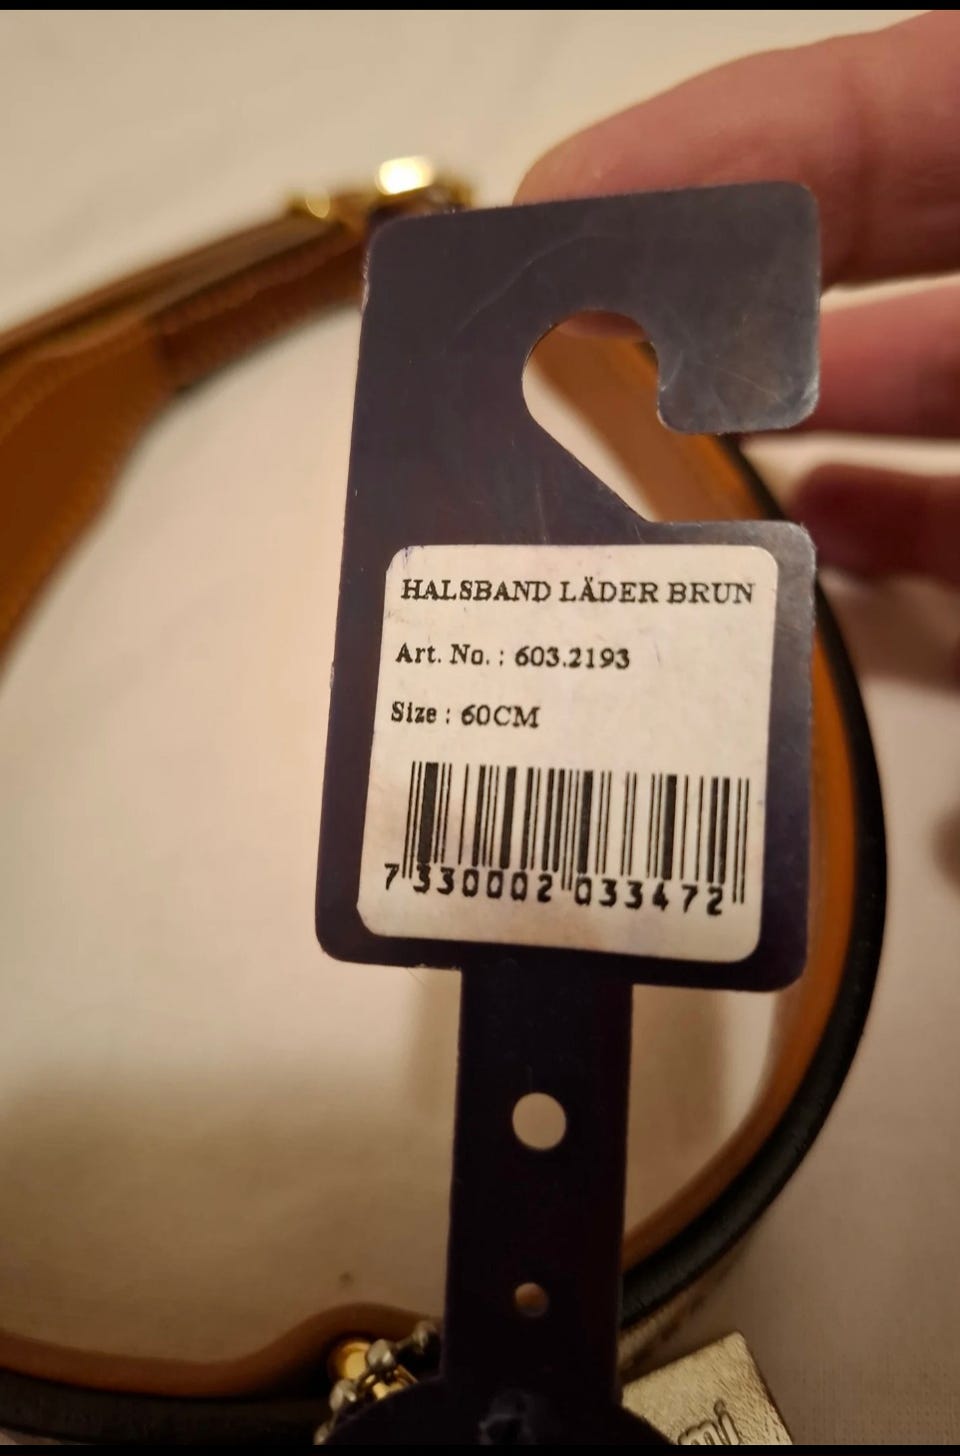 HALSBAND LÄDER BRUN
Art. No. : 603.2193
Size : 60CM
7 330002 033472